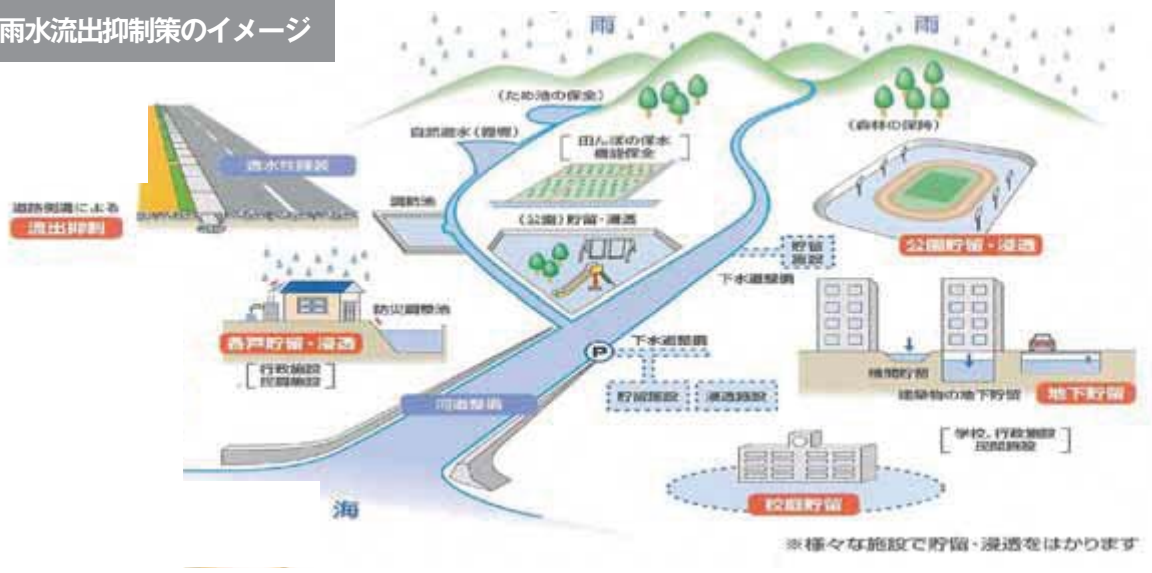 雨水流出抑制策のイメージ
雨
雨
(ため池の保全)
自然遊水(霞堤)
[田んぼの保水
機能保全]
(森林の保持)
透水性舗装
道路側溝による
流出抑制
調節池
(公園)貯留・浸透
公園貯留・浸透
貯留
施設
下水道整備
防災調整池
各戸貯留・浸透
[行政施設
民間施設]
P
下水道整備
貯留施設
浸透施設
河道整備
棟間貯留
建築物の地下貯留
地下貯留
[学校,行政施設
民間施設]
校庭貯留
海
※様々な施設で貯留・浸透をはかります